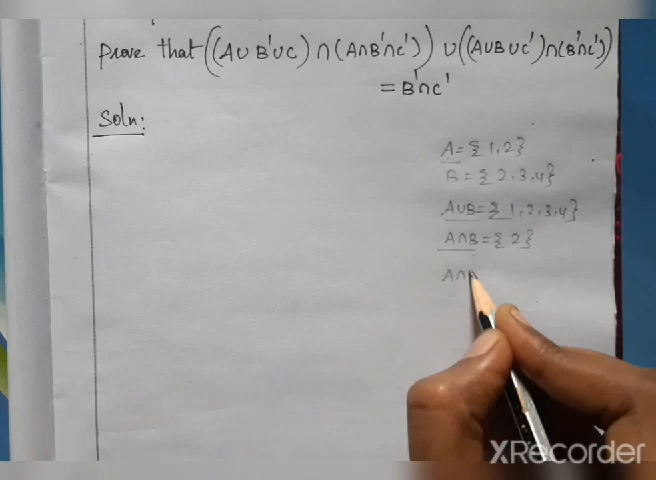 Prove that ((A∪B'∪C) ∩ (A∩B'∩C')) ∪ ((A∪B∪C') ∩ (B'∩C'))
= B'∩C'
Soln:
A = {1, 2}
B = {2, 3, 4}
A∪B = {1, 2, 3, 4}
A∩B = {2}
A∩
XRecorder